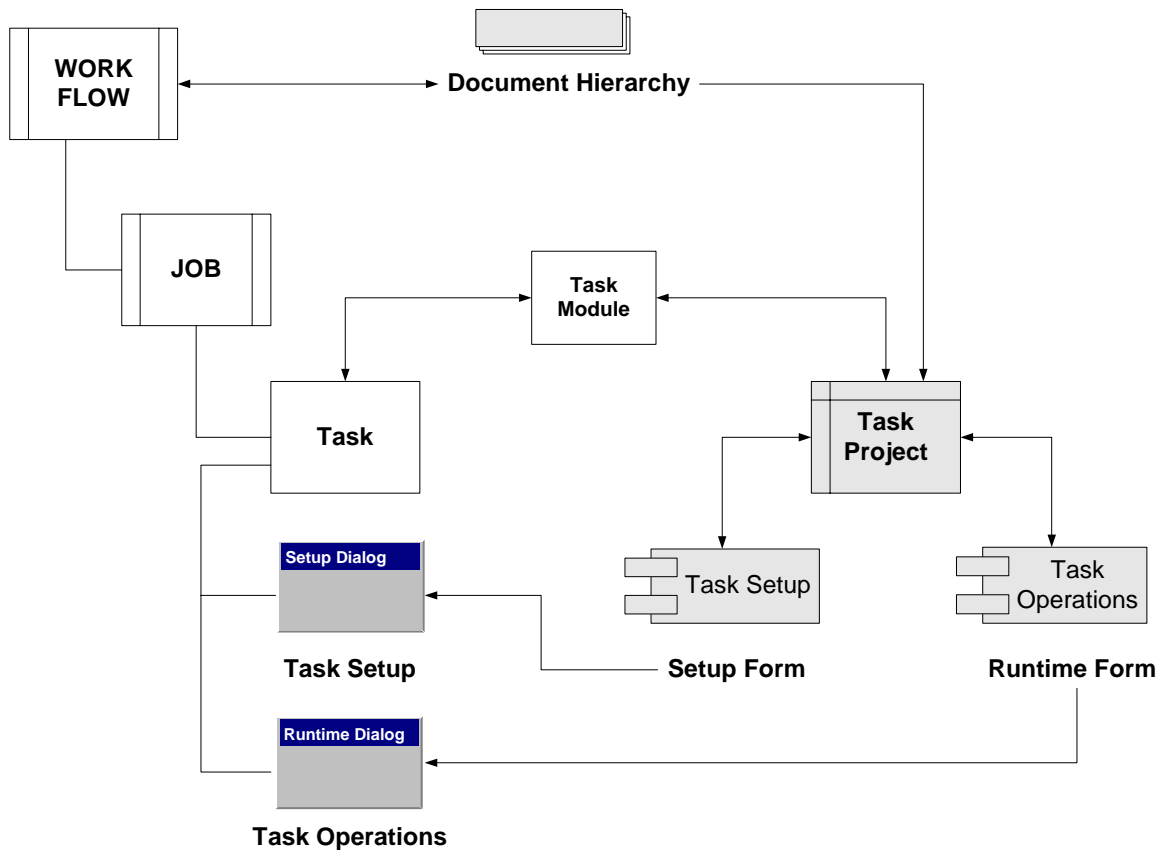 WORK
FLOW
Document Hierarchy
JOB
Task
Module
Task
Task
Project
Setup Dialog
Task Setup
Task
Operations
Task Setup
Setup Form
Runtime Form
Runtime Dialog
Task Operations